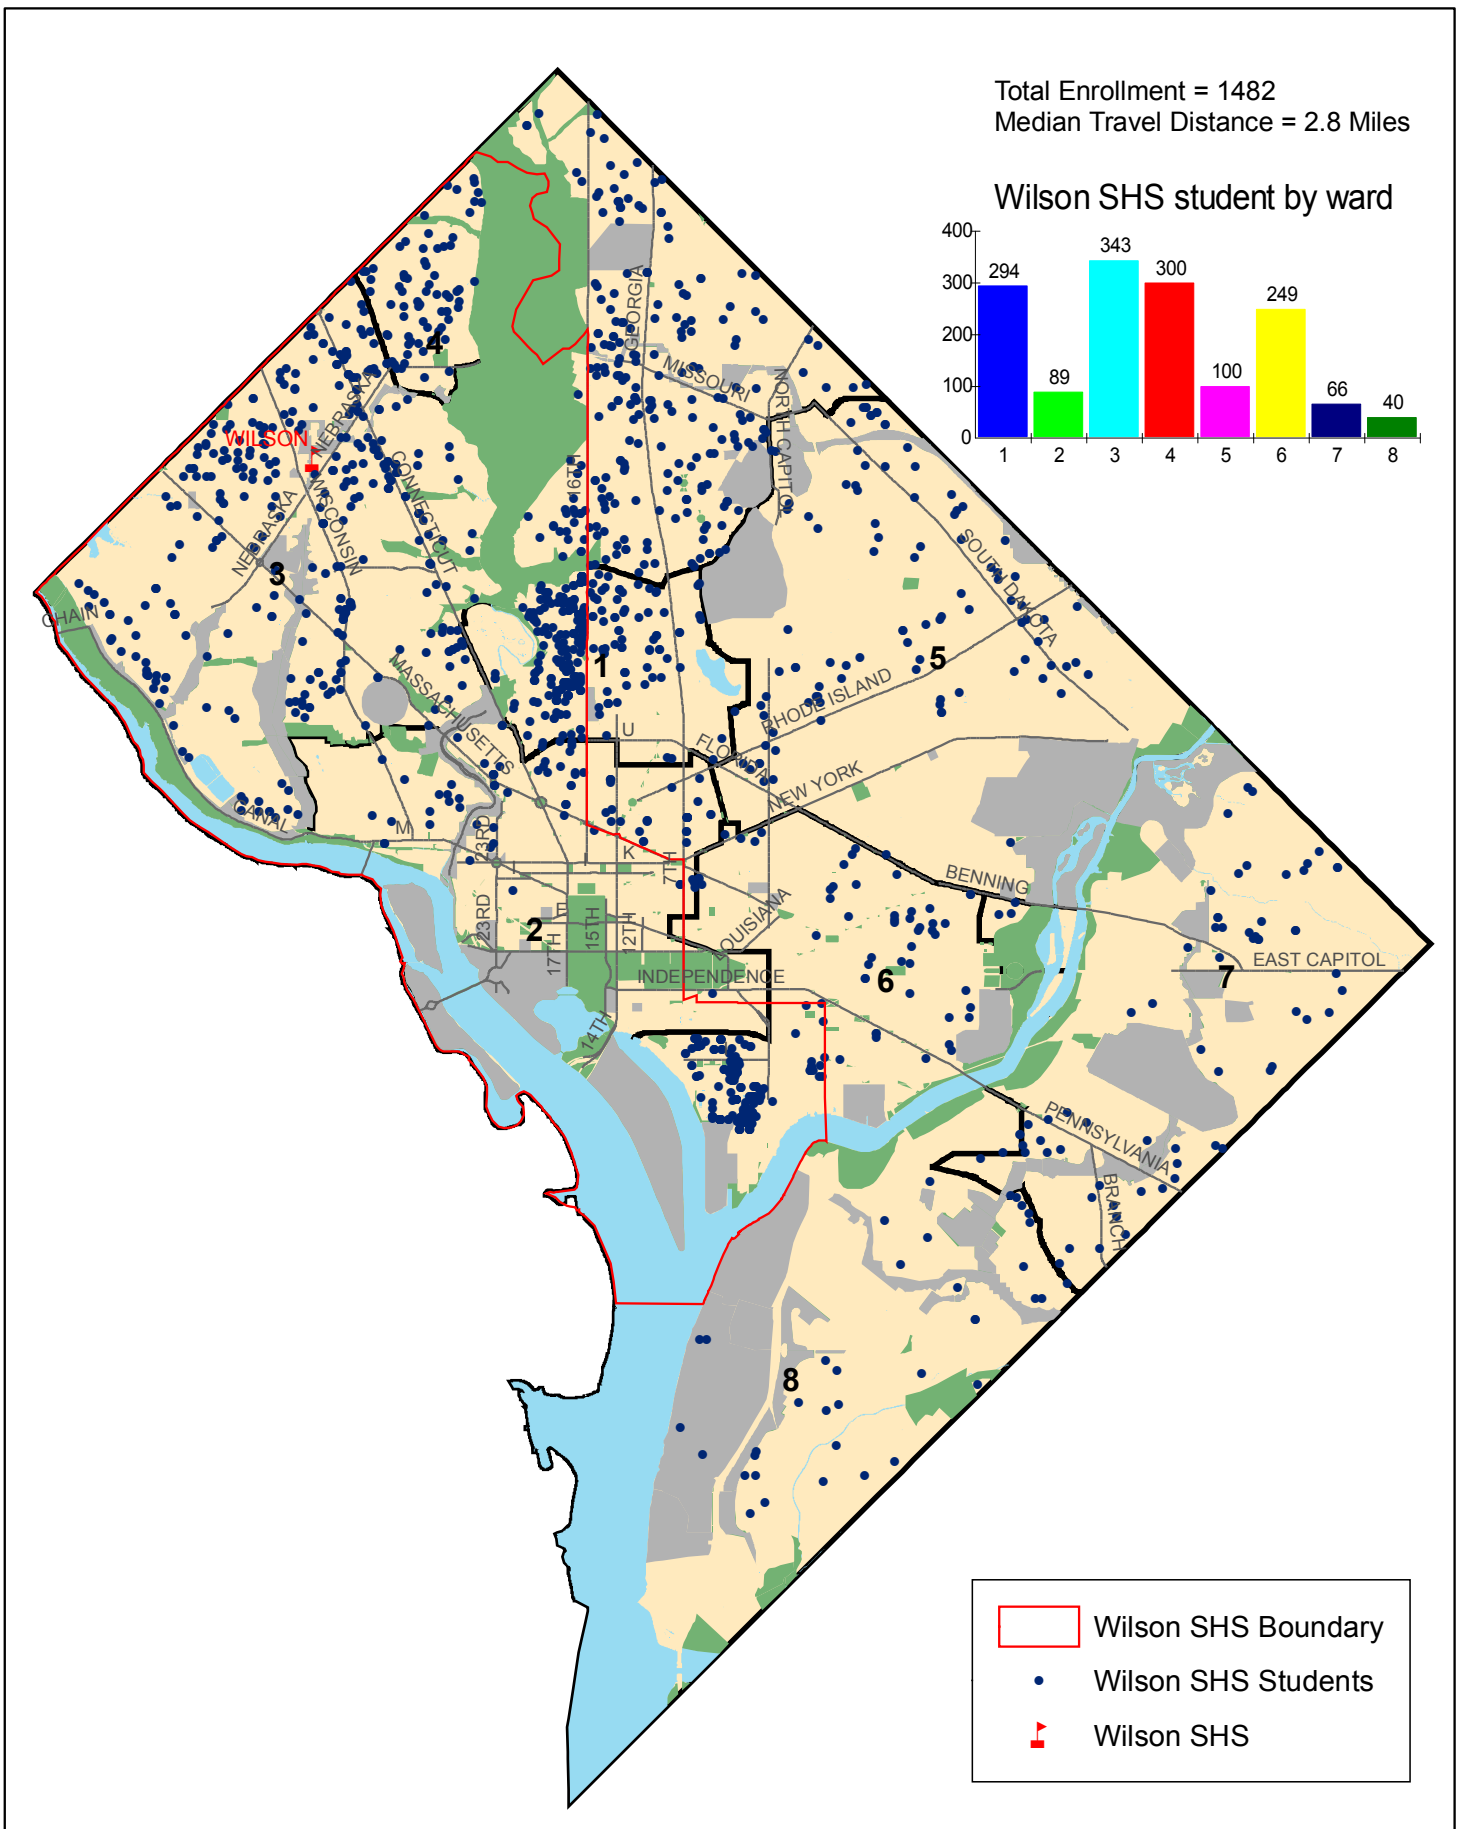 Total Enrollment = 1482
Median Travel Distance = 2.8 Miles
Wilson SHS student by ward
400
300
200
100
0
294
89
343
300
100
249
66
40
1
2
3
4
5
6
7
8
GEORGIA
4
MISSOURI
NORTH CAPITOL
NEBRASKA
WILSON
CONNECTICUT
16TH
WISCONSIN
NEBRASKA
SOUTH DAKOTA
3
CHAIN
1
5
MASSACHUSETTS
RHODE ISLAND
U
FLORIDA
NEW YORK
CANAL
M
23RD
K
I
7TH
BENNING
E
23RD
2
17TH
15TH
12TH
LOUISIANA
INDEPENDENCE
6
7
EAST CAPITOL
14TH
PENNSYLVANIA
BRANCH
8
Wilson SHS Boundary
Wilson SHS Students
Wilson SHS